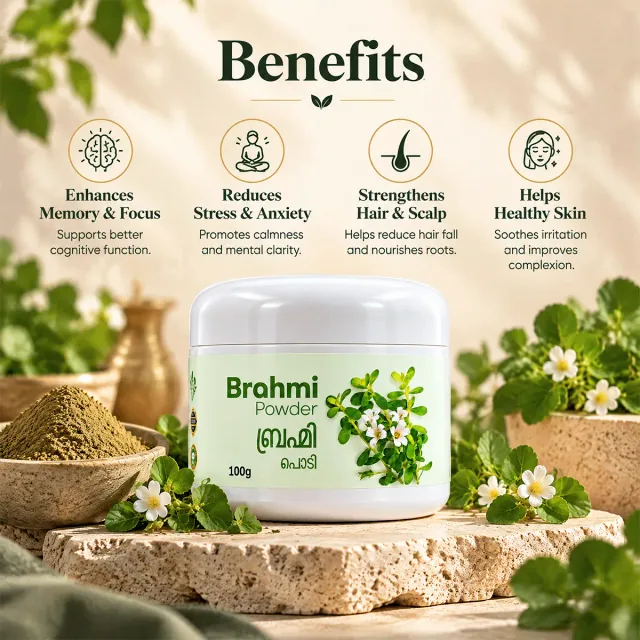 Benefits
Enhances
Memory & Focus
Supports better
cognitive function.
Reduces
Stress & Anxiety
Promotes calmness
and mental clarity.
Strengthens
Hair & Scalp
Helps reduce hair fall
and nourishes roots.
Helps
Healthy Skin
Soothes irritation
and improves
complexion.
Brahmi
Powder
ബ്രഹ്മി
പൊടി
100g